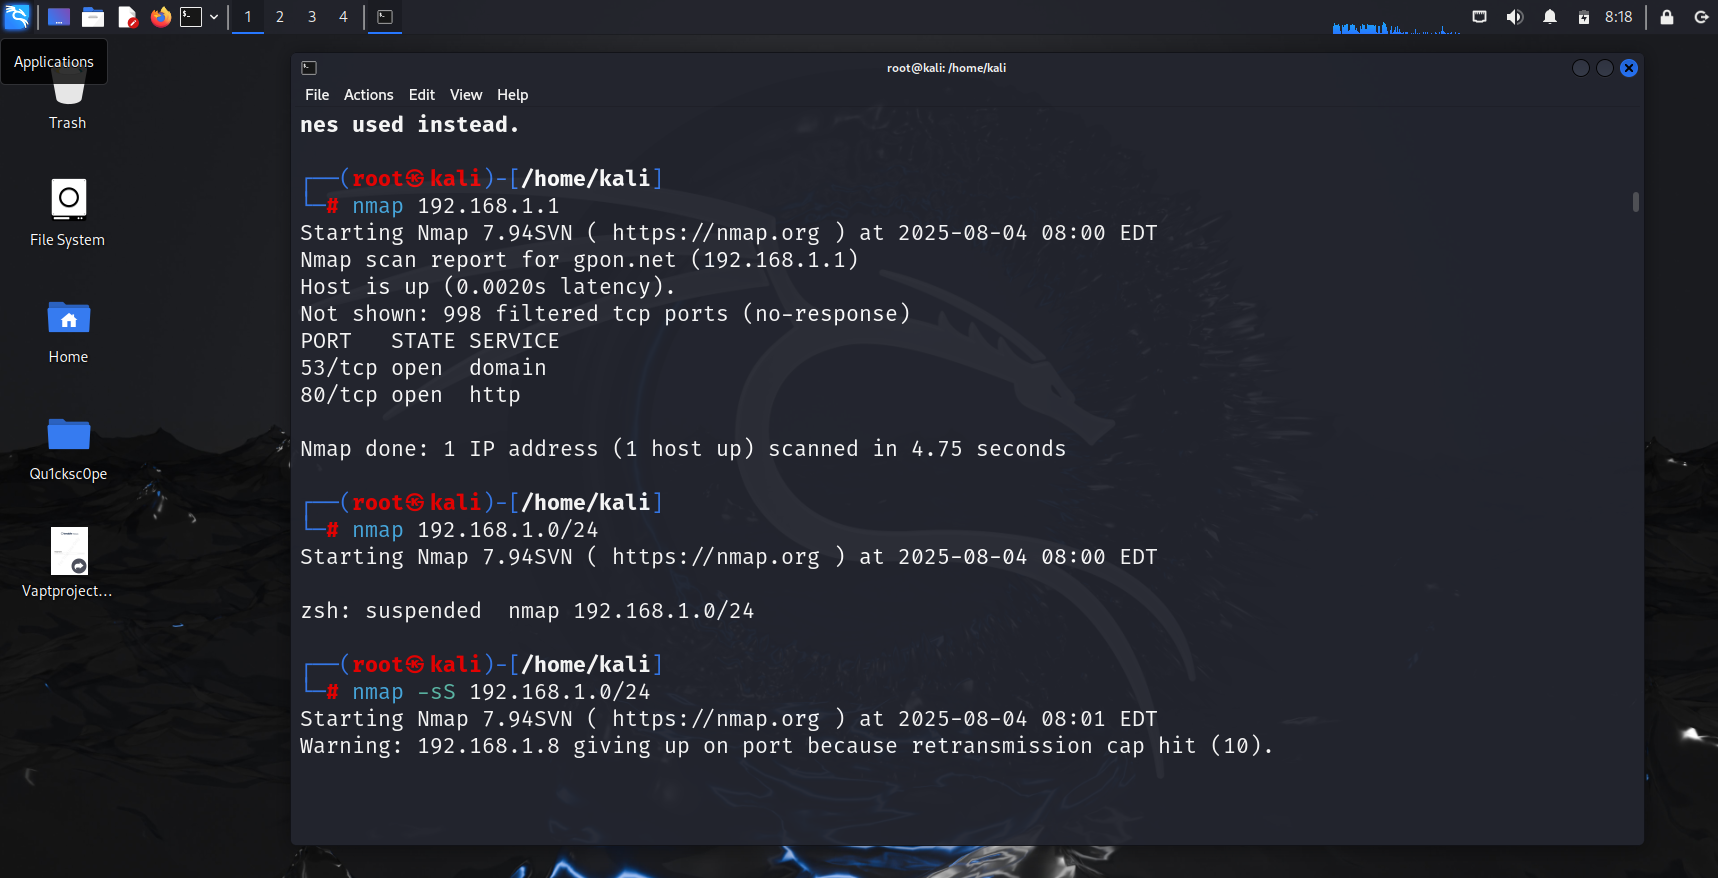 1 2 3 4
8:18
Applications
Trash
File System
Home
Qu1cksc0pe
Vaptproject...
root@kali: /home/kali
File Actions Edit View Help
nes used instead.
┌──(root㉿kali)-[/home/kali]
└─# nmap 192.168.1.1
Starting Nmap 7.94SVN ( https://nmap.org ) at 2025-08-04 08:00 EDT
Nmap scan report for gpon.net (192.168.1.1)
Host is up (0.0020s latency).
Not shown: 998 filtered tcp ports (no-response)
PORT   STATE SERVICE
53/tcp open  domain
80/tcp open  http
Nmap done: 1 IP address (1 host up) scanned in 4.75 seconds
┌──(root㉿kali)-[/home/kali]
└─# nmap 192.168.1.0/24
Starting Nmap 7.94SVN ( https://nmap.org ) at 2025-08-04 08:00 EDT
zsh: suspended  nmap 192.168.1.0/24
┌──(root㉿kali)-[/home/kali]
└─# nmap -sS 192.168.1.0/24
Starting Nmap 7.94SVN ( https://nmap.org ) at 2025-08-04 08:01 EDT
Warning: 192.168.1.8 giving up on port because retransmission cap hit (10).